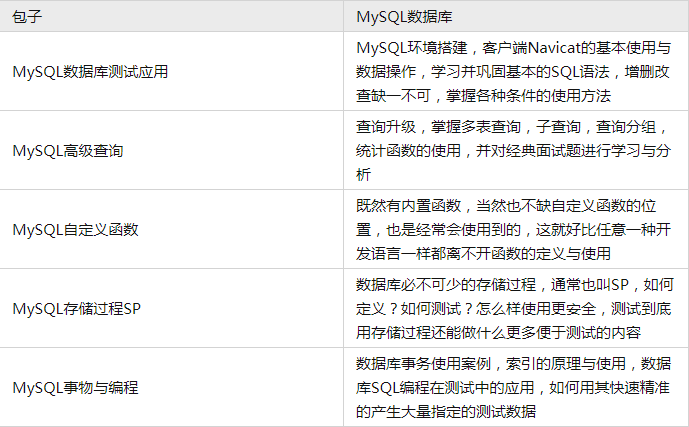 包子
MySQL数据库
MySQL数据库测试应用
MySQL环境搭建，客户端Navicat的基本使用与
数据操作，学习并巩固基本的SQL语法，增删改
查缺一不可，掌握各种条件的使用方法
MySQL高级查询
查询升级，掌握多表查询，子查询，查询分组，
统计函数的使用，并对经典面试题进行学习与分
析
MySQL自定义函数
既然有内置函数，当然也不缺自定义函数的位
置，也是经常会使用到的，这就好比任意一种开
发语言一样都离不开函数的定义与使用
MySQL存储过程SP
数据库必不可少的存储过程，通常也叫SP，如何
定义？如何测试？怎么样使用更安全，测试到底
用存储过程还能做什么更多便于测试的内容
MySQL事物与编程
数据库事务使用案例，索引的原理与使用，数据
库SQL编程在测试中的应用，如何用其快速精准
的产生大量指定的测试数据